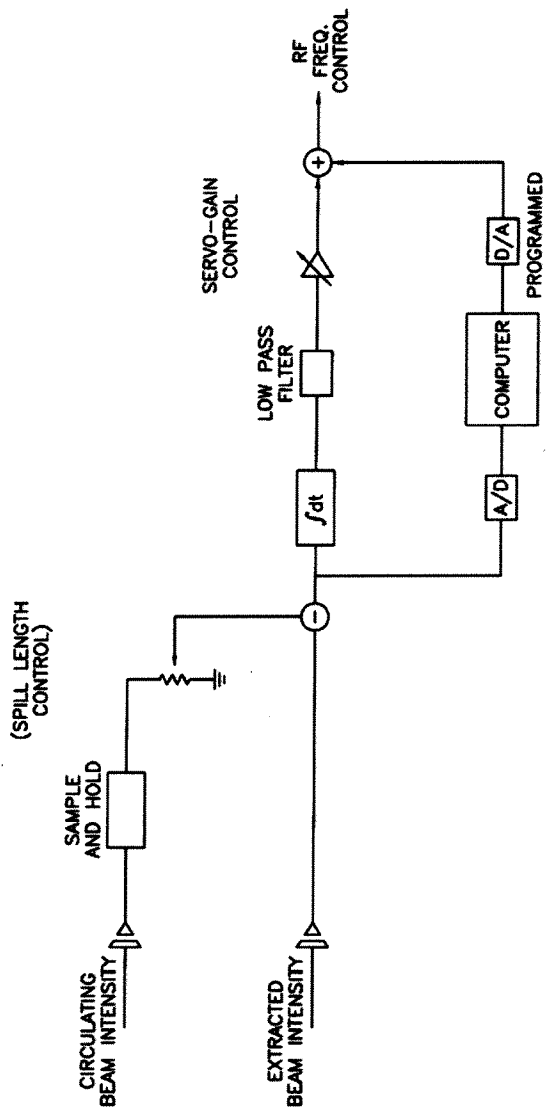 (SPILL LENGTH
CONTROL)
SAMPLE
AND HOLD
CIRCULATING
BEAM INTENSITY
EXTRACTED
BEAM INTENSITY
−
∫dt
LOW PASS
FILTER
SERVO-GAIN
CONTROL
+
RF
FREQ.
CONTROL
A/D
COMPUTER
D/A
PROGRAMMED